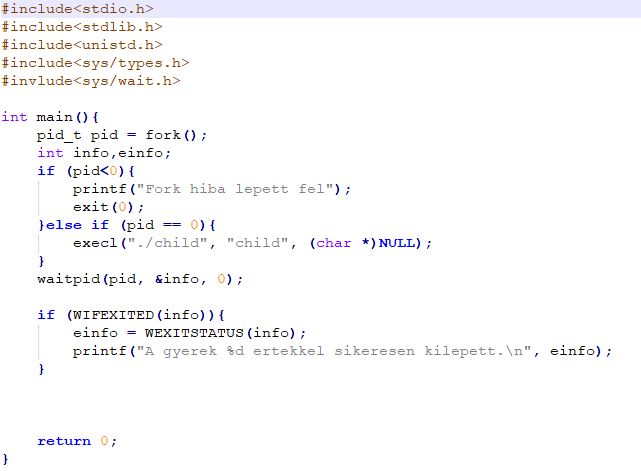 #include<stdio.h>
#include<stdlib.h>
#include<unistd.h>
#include<sys/types.h>
#invlude<sys/wait.h>
int main(){
pid_t pid = fork();
int info,einfo;
if (pid<0){
printf("Fork hiba lepett fel");
exit(0);
}else if (pid == 0){
execl("./child", "child", (char *)NULL);
}
waitpid(pid, &info, 0);
if (WIFEXITED(info)){
einfo = WEXITSTATUS(info);
printf("A gyerek %d ertekkel sikeresen kilepett.\n", einfo);
}
return 0;
}